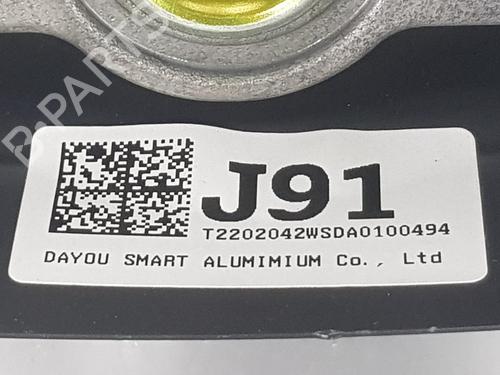 B-PARTS
J91
T2202042WSDA0100494
DAYOU SMART ALUMIMIUM Co., Ltd